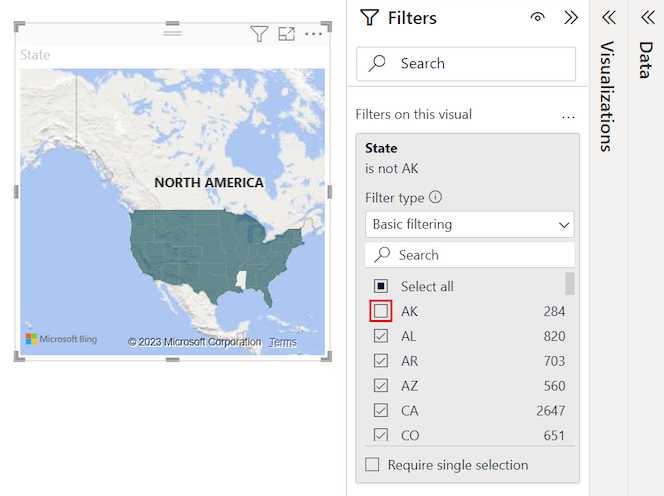 State
NORTH AMERICA
Microsoft Bing
© 2023 Microsoft Corporation Terms
Filters
Search
Filters on this visual
State
is not AK
Filter type
Basic filtering
Search
Select all
AK 284
AL 820
AR 703
AZ 560
CA 2647
CO 651
Require single selection
Visualizations
Data